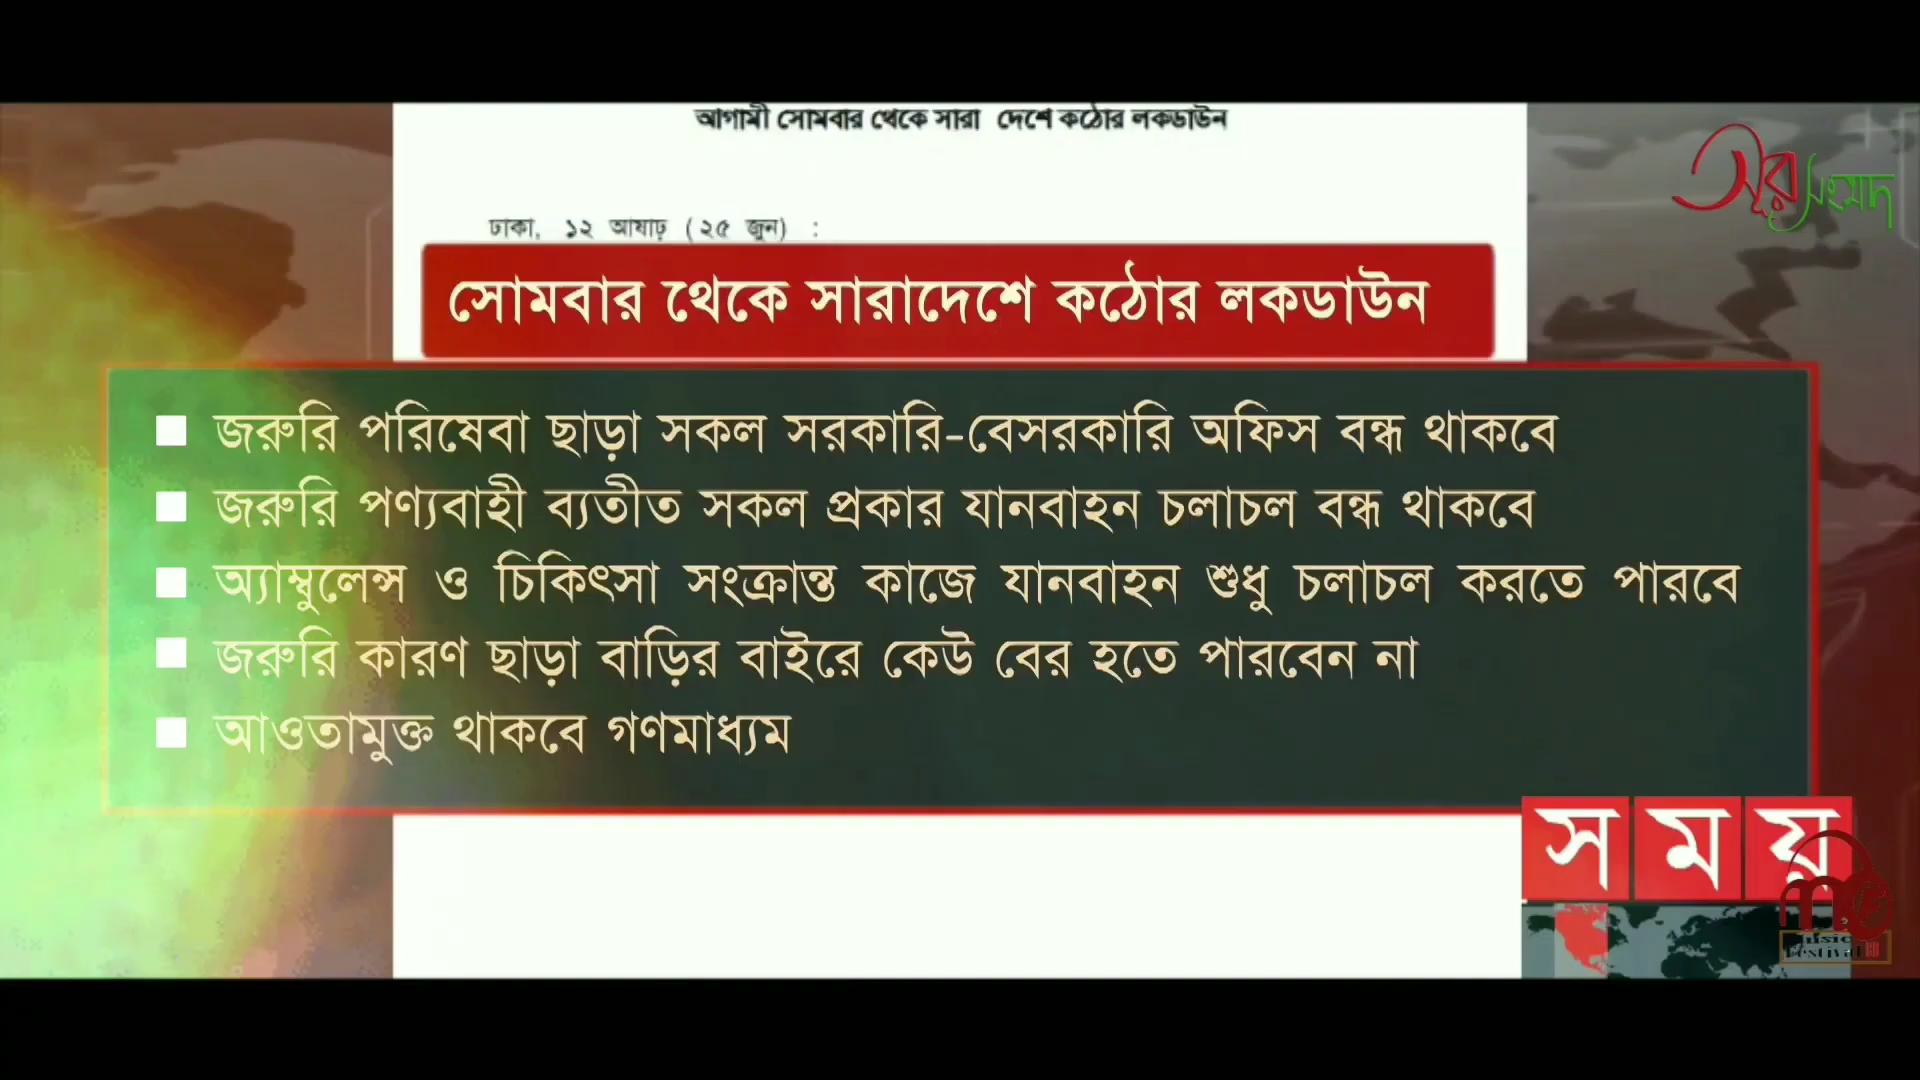 আগামী সোমবার থেকে সারা দেশে কঠোর লকডাউন
সংবাদ
ঢাকা, ১২ আষাঢ় (২৫ জুন) :
সোমবার থেকে সারাদেশে কঠোর লকডাউন
জরুরি পরিষেবা ছাড়া সকল সরকারি-বেসরকারি অফিস বন্ধ থাকবে
জরুরি পণ্যবাহী ব্যতীত সকল প্রকার যানবাহন চলাচল বন্ধ থাকবে
অ্যাম্বুলেন্স ও চিকিৎসা সংক্রান্ত কাজে যানবাহন শুধু চলাচল করতে পারবে
জরুরি কারণ ছাড়া বাড়ির বাইরে কেউ বের হতে পারবেন না
আওতামুক্ত থাকবে গণমাধ্যম
সময়
Music
Festival